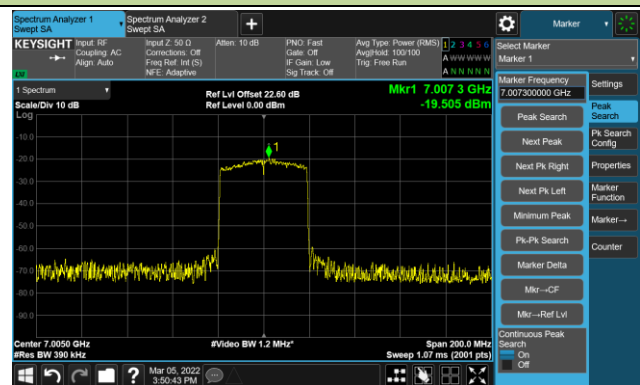 Spectrum Analyzer 1
Swept SA
Spectrum Analyzer 2
Swept SA
+
Marker
KEYSIGHT
Input: RF
Coupling: AC
Align: Auto
Input Z: 50 Ω
Corrections: Off
Freq Ref: Int (S)
NFE: Adaptive
Atten: 10 dB
PNO: Fast
Gate: Off
IF Gain: Low
Sig Track: Off
Avg Type: Power (RMS)
Avg|Hold: 100/100
Trig: Free Run
1 2 3 4 5 6
A W W W W W
A N N N N N
LW
Select Marker
Marker 1
1 Spectrum
Scale/Div 10 dB
Ref Lvl Offset 22.60 dB
Ref Level 0.00 dBm
Mkr1 7.007 3 GHz
-19.505 dBm
Log
-10.0
-20.0
-30.0
-40.0
-50.0
-60.0
-70.0
-80.0
-90.0
1
Center 7.0050 GHz
#Res BW 390 kHz
#Video BW 1.2 MHz*
Span 200.0 MHz
Sweep 1.07 ms (2001 pts)
Marker Frequency
7.007300000 GHz
Peak Search
Next Peak
Next Pk Right
Next Pk Left
Minimum Peak
Pk-Pk Search
Marker Delta
Mkr→CF
Mkr→Ref Lvl
Continuous Peak
Search
On
Off
Settings
Peak
Search
Pk Search
Config
Properties
Marker
Function
Marker→
Counter
Mar 05, 2022
3:50:43 PM